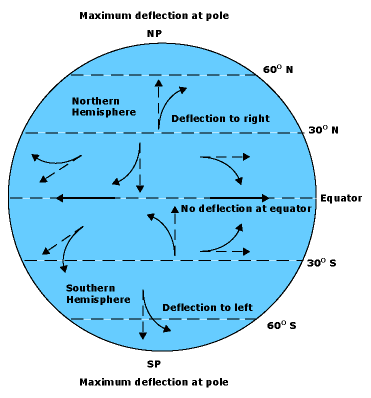 Maximum deflection at pole
NP
60° N
Northern
Hemisphere
Deflection to right
30° N
Equator
No deflection at equator
30° S
Southern
Hemisphere
Deflection to left
60° S
SP
Maximum deflection at pole